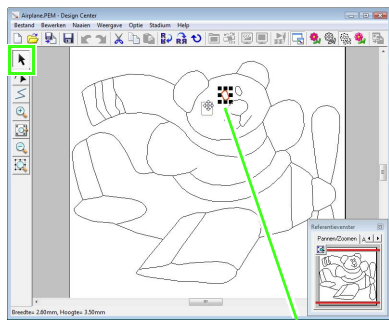 Airplane.PEM - Design Center
Bestand Bewerken Naaien Weergave Optie Stadium Help
Referentievenster
Pannen/Zoomen
Breedte= 2.80mm, Hoogte= 3.50mm